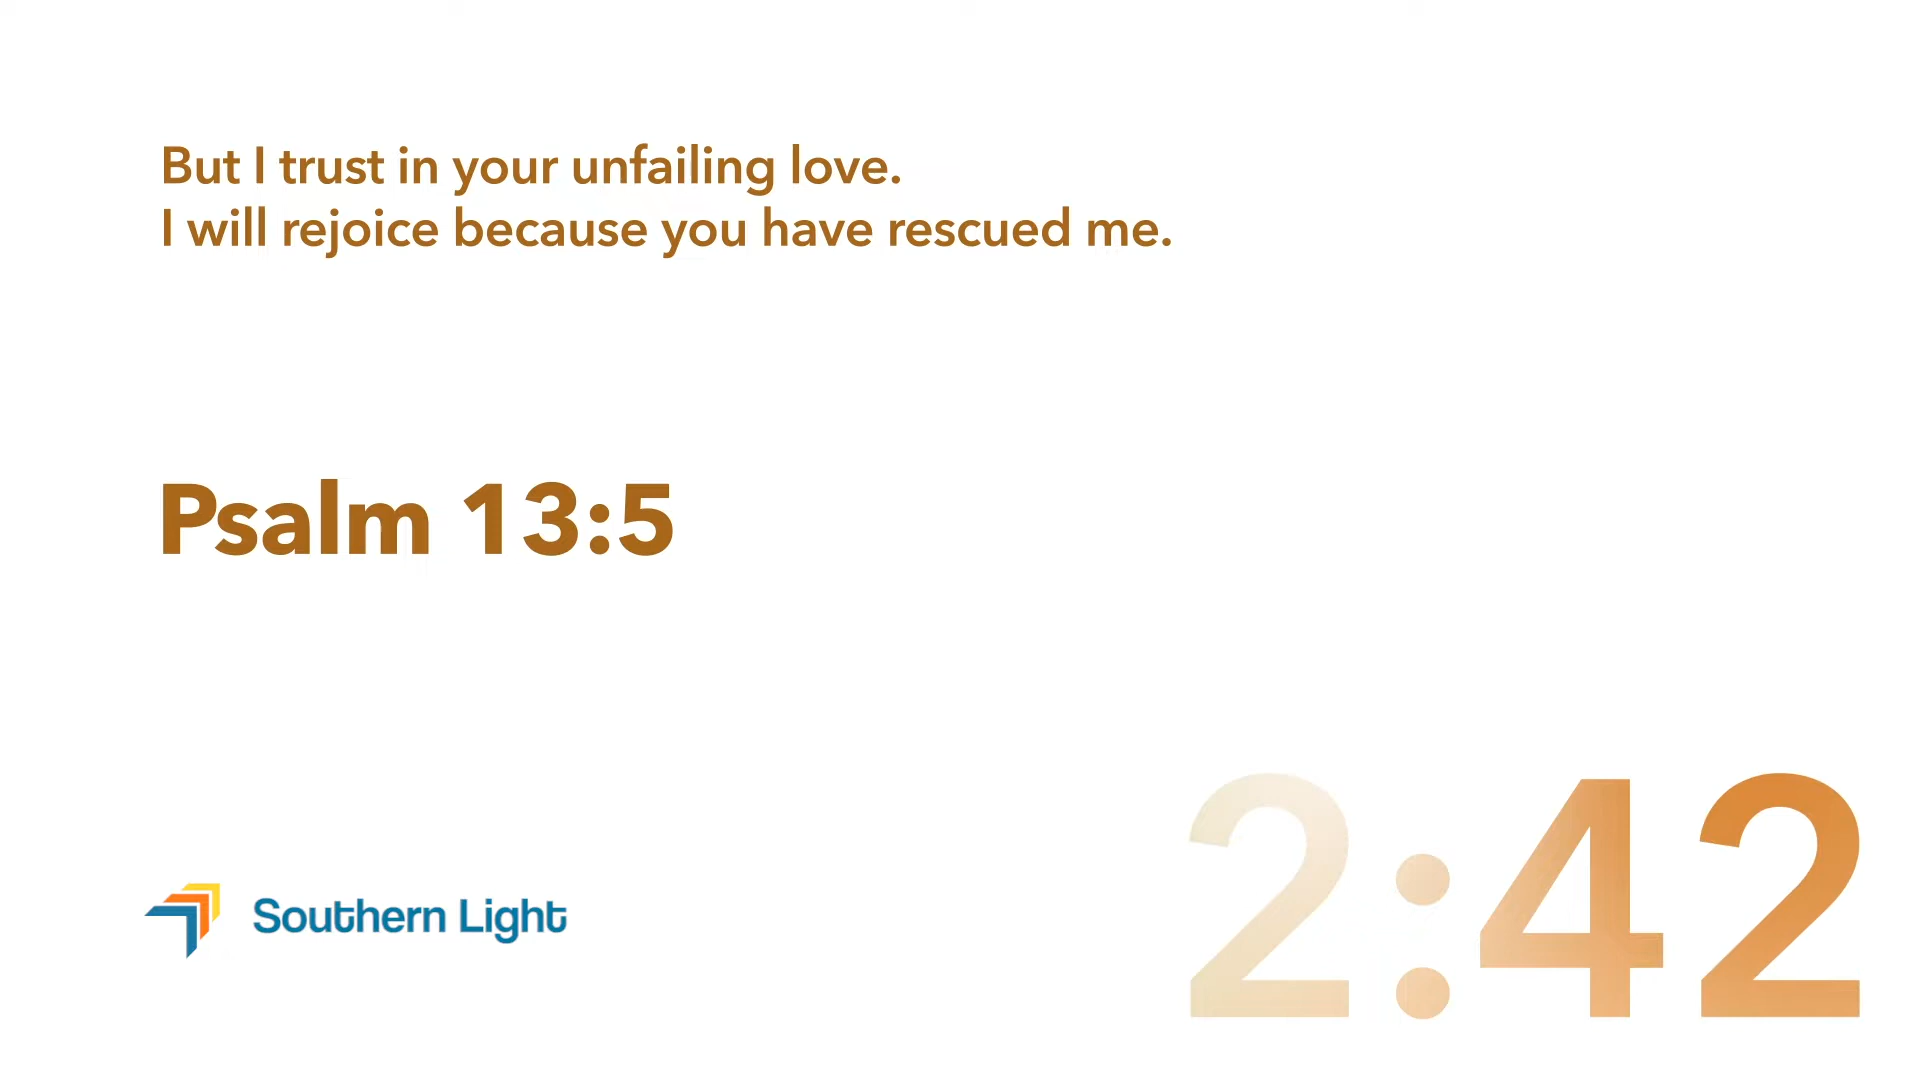 But I trust in your unfailing love.
I will rejoice because you have rescued me.
Psalm 13:5
Southern Light
2:42